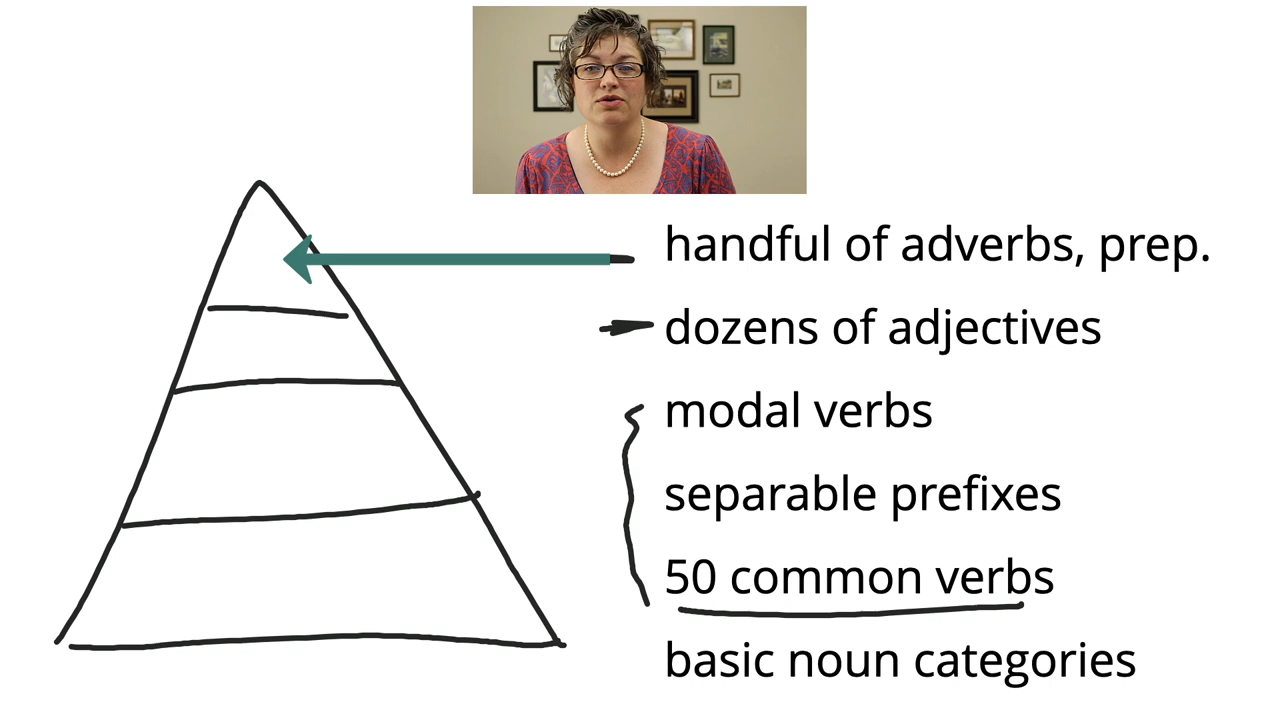 handful of adverbs, prep.
dozens of adjectives
modal verbs
separable prefixes
50 common verbs
basic noun categories